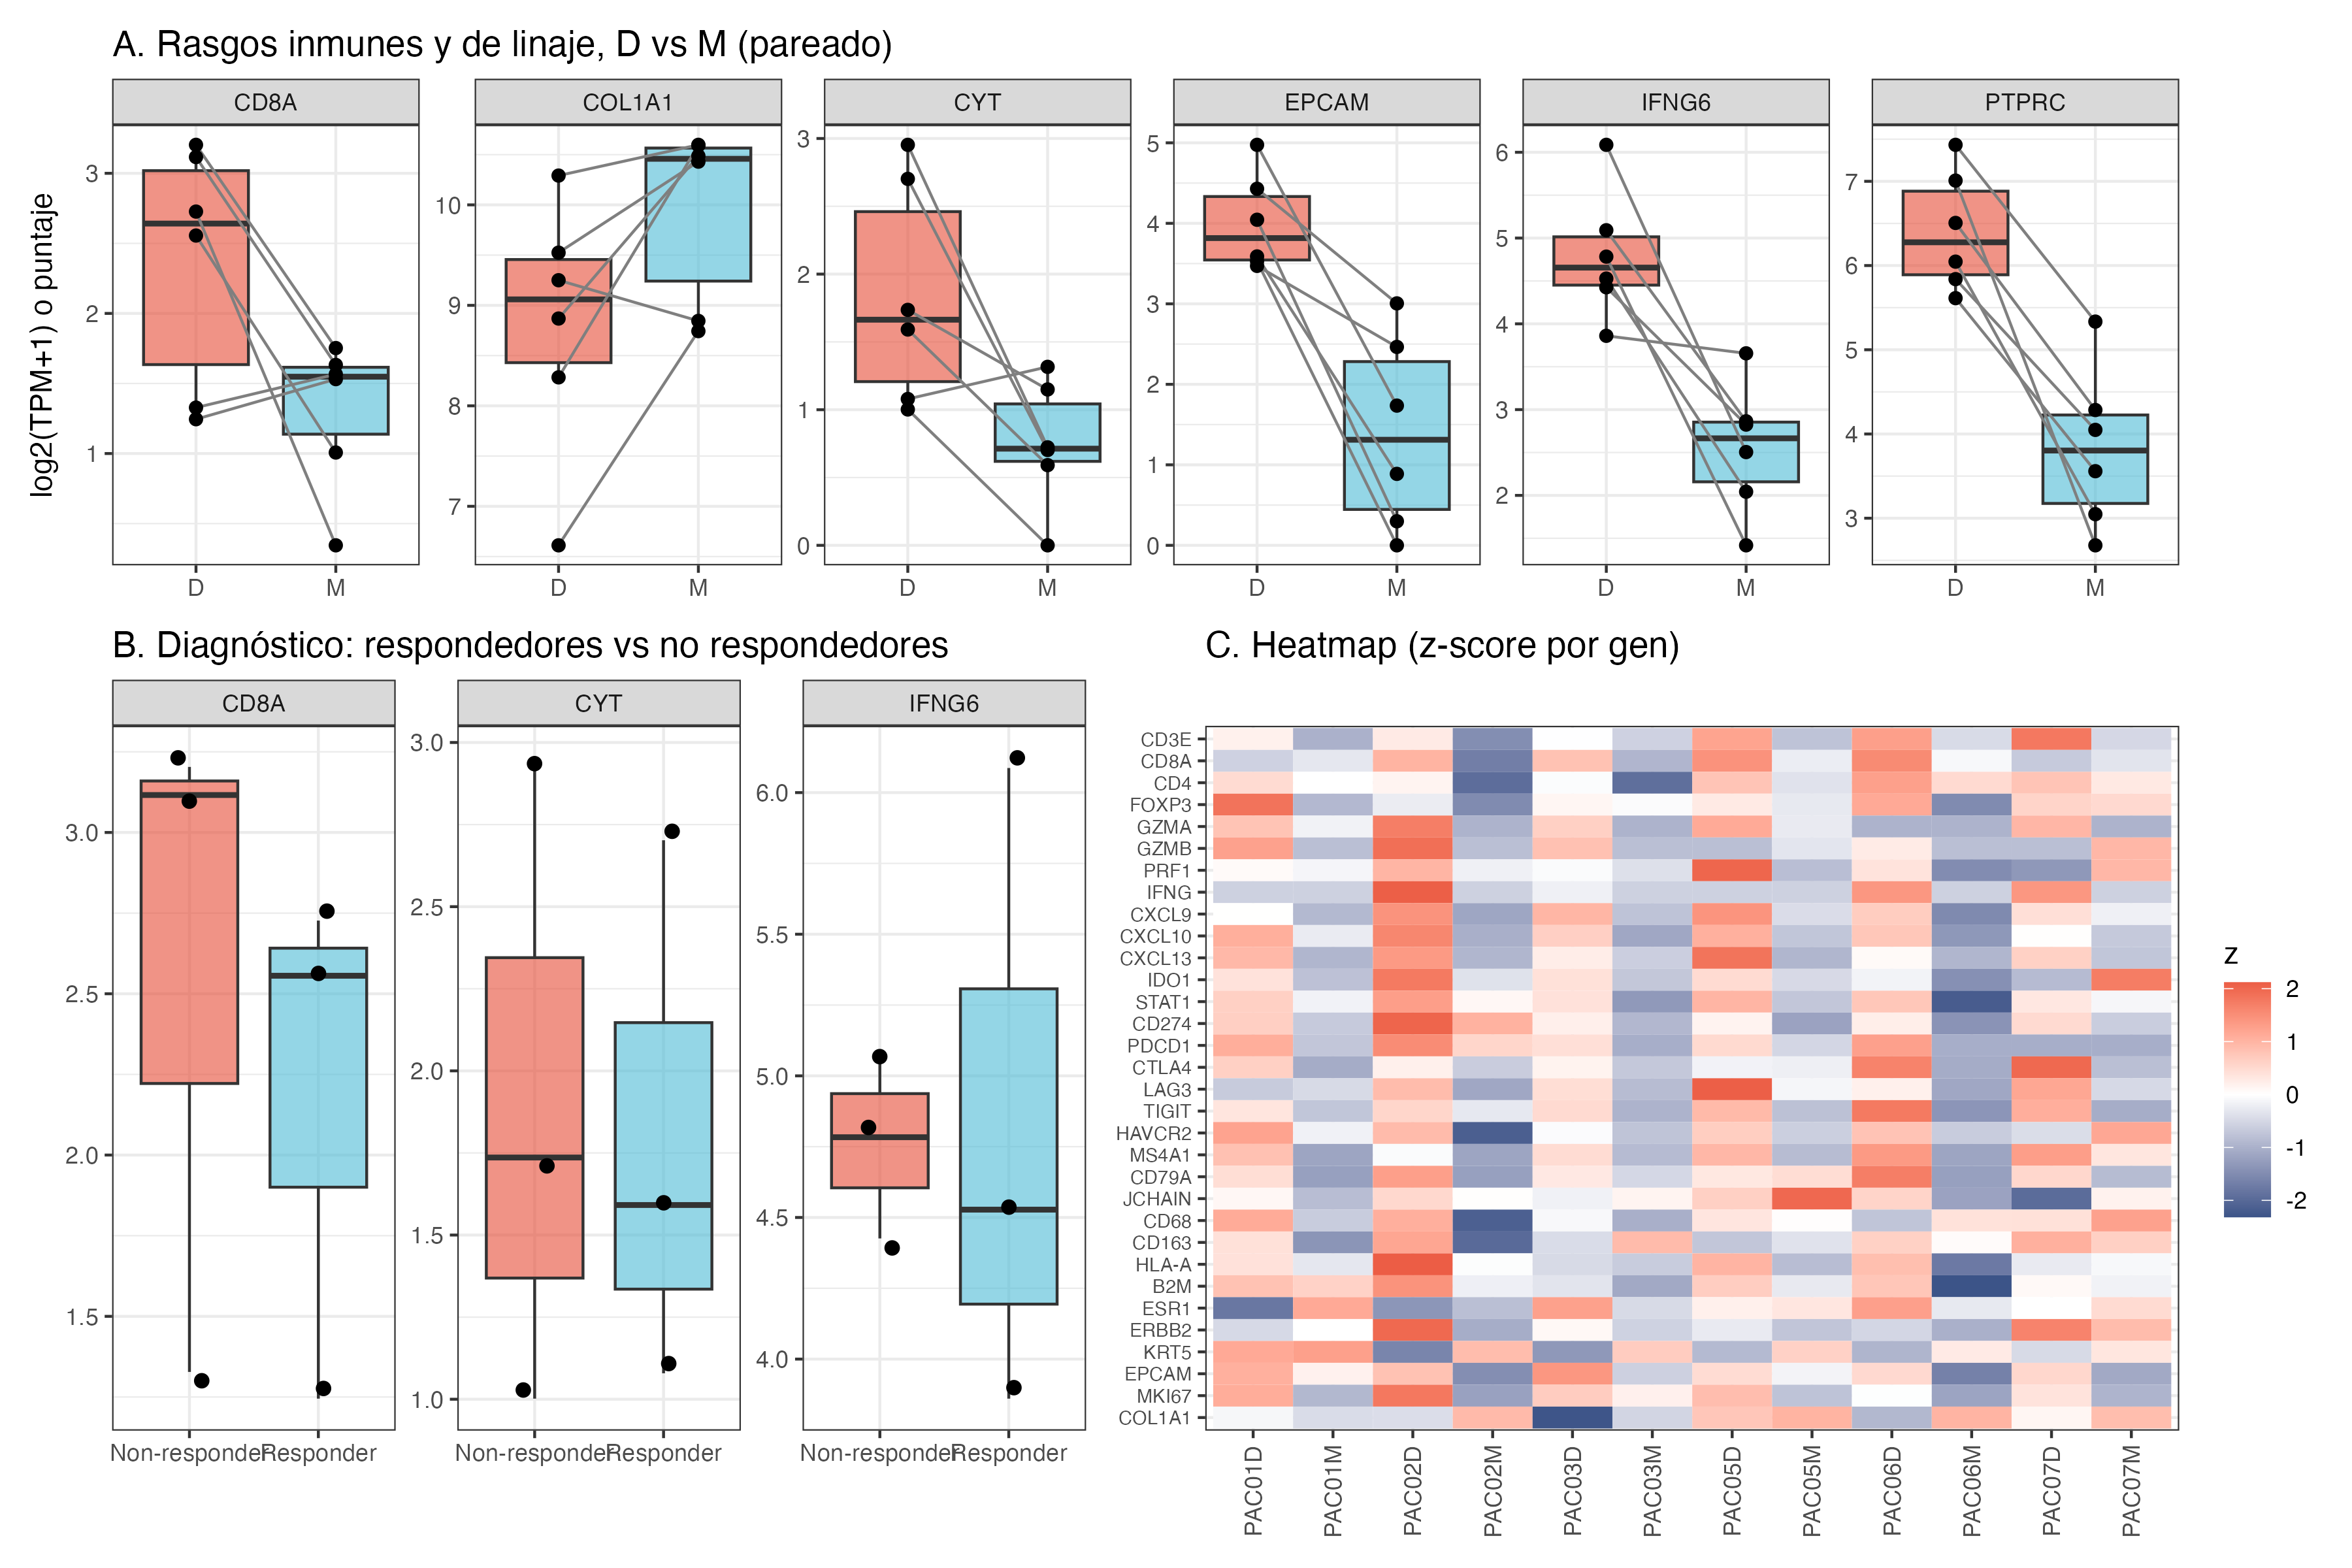 A. Rasgos inmunes y de linaje, D vs M (pareado)
CD8A COL1A1 CYT EPCAM IFNG6 PTPRC
log2(TPM+1) o puntaje
3
2
1
10
9
8
7
3
2
1
0
5
4
3
2
1
0
6
5
4
3
2
7
6
5
4
3
D M D M D M D M D M D M
B. Diagnóstico: respondedores vs no respondedores
CD8A CYT IFNG6
3.0
2.5
2.0
1.5
3.0
2.5
2.0
1.5
1.0
6.0
5.5
5.0
4.5
4.0
Non-responder Responder Non-responder Responder Non-responder Responder
C. Heatmap (z-score por gen)
CD3E
CD8A
CD4
FOXP3
GZMA
GZMB
PRF1
IFNG
CXCL9
CXCL10
CXCL13
IDO1
STAT1
CD274
PDCD1
CTLA4
LAG3
TIGIT
HAVCR2
MS4A1
CD79A
JCHAIN
CD68
CD163
HLA-A
B2M
ESR1
ERBB2
KRT5
EPCAM
MKI67
COL1A1
PAC01D PAC01M PAC02D PAC02M PAC03D PAC03M PAC05D PAC05M PAC06D PAC06M PAC07D PAC07M
z
2
1
0
-1
-2